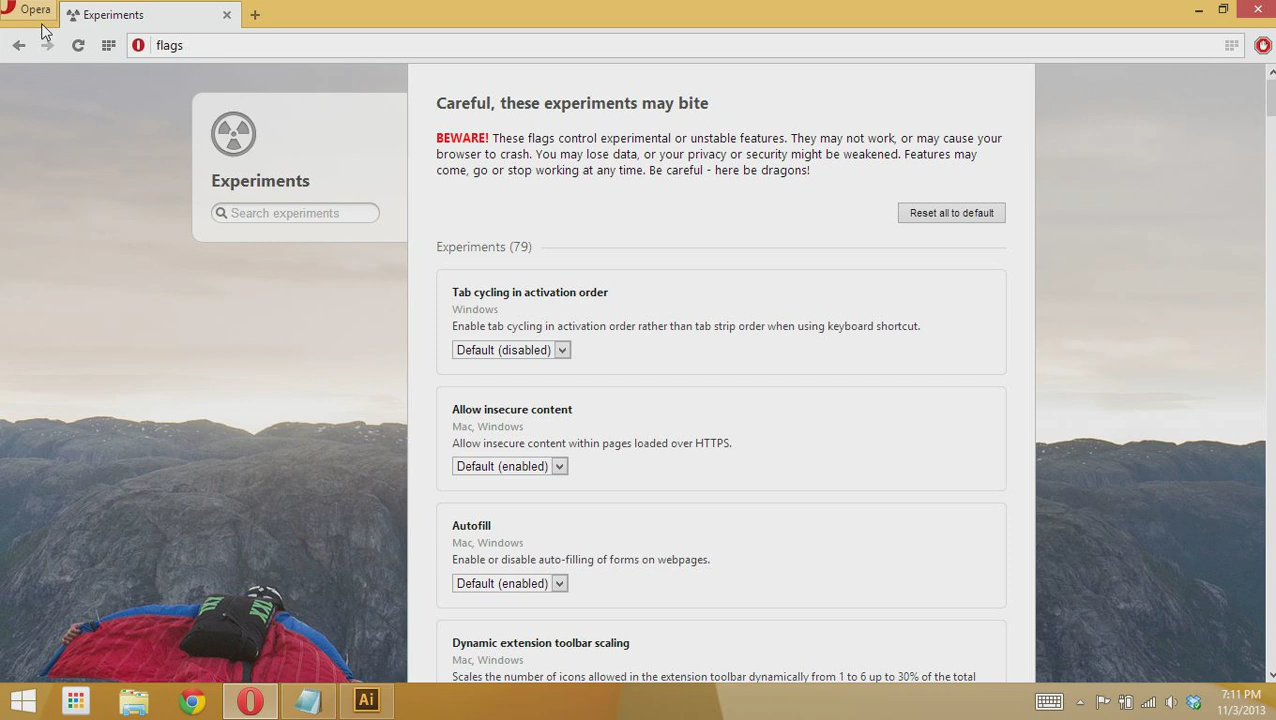 Opera
Experiments
flags
Careful, these experiments may bite
BEWARE! These flags control experimental or unstable features. They may not work, or may cause your
browser to crash. You may lose data, or your privacy or security might be weakened. Features may
come, go or stop working at any time. Be careful - here be dragons!
Experiments
Search experiments
Reset all to default
Experiments (79)
Tab cycling in activation order
Windows
Enable tab cycling in activation order rather than tab strip order when using keyboard shortcut.
Default (disabled)
Allow insecure content
Mac, Windows
Allow insecure content within pages loaded over HTTPS.
Default (enabled)
Autofill
Mac, Windows
Enable or disable auto-filling of forms on webpages.
Default (enabled)
Dynamic extension toolbar scaling
Mac, Windows
Scales the number of icons allowed in the extension toolbar dynamically from 1 to 6 up to 30% of the total
Ai
7:11 PM
11/3/2013